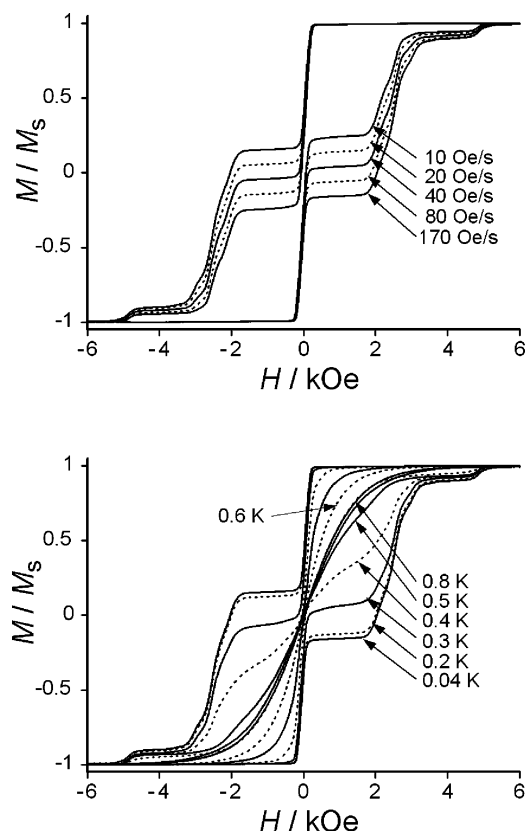 M / Ms
1
0.5
0
-0.5
-1
10 Oe/s
20 Oe/s
40 Oe/s
80 Oe/s
170 Oe/s
-6 -4 -2 0 2 4 6
H / kOe
M / Ms
1
0.5
0
-0.5
-1
0.6 K
0.8 K
0.5 K
0.4 K
0.3 K
0.2 K
0.04 K
-6 -4 -2 0 2 4 6
H / kOe